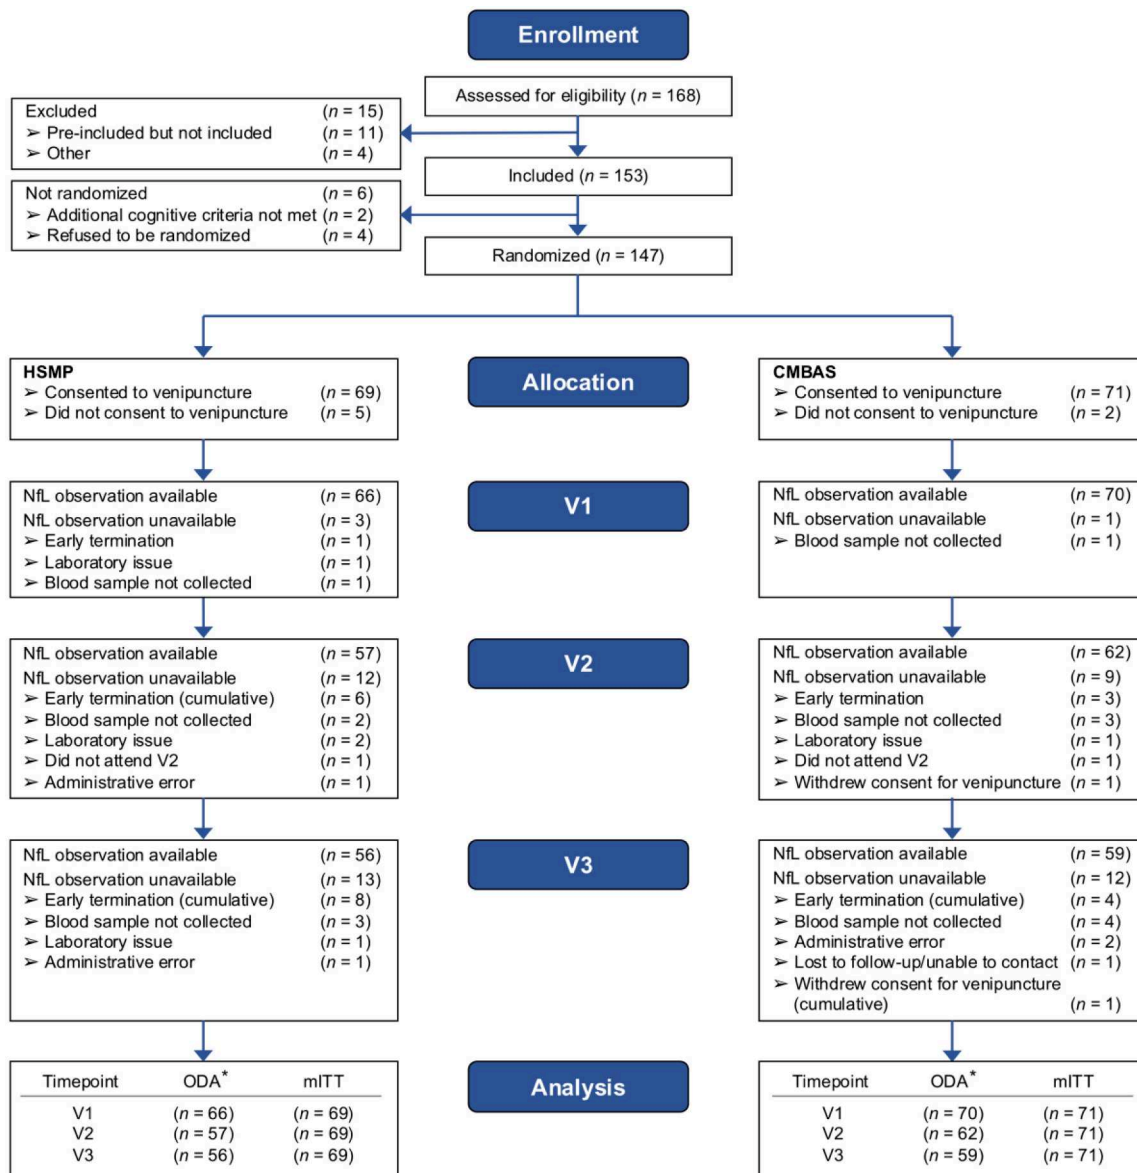 Enrollment
Assessed for eligibility (n = 168)
Excluded (n = 15)
➢ Pre-included but not included (n = 11)
➢ Other (n = 4)
Included (n = 153)
Not randomized (n = 6)
➢ Additional cognitive criteria not met (n = 2)
➢ Refused to be randomized (n = 4)
Randomized (n = 147)
Allocation
HSMP
➢ Consented to venipuncture (n = 69)
➢ Did not consent to venipuncture (n = 5)
CMBAS
➢ Consented to venipuncture (n = 71)
➢ Did not consent to venipuncture (n = 2)
V1
NfL observation available (n = 66)
NfL observation unavailable (n = 3)
➢ Early termination (n = 1)
➢ Laboratory issue (n = 1)
➢ Blood sample not collected (n = 1)
NfL observation available (n = 70)
NfL observation unavailable (n = 1)
➢ Blood sample not collected (n = 1)
V2
NfL observation available (n = 57)
NfL observation unavailable (n = 12)
➢ Early termination (cumulative) (n = 6)
➢ Blood sample not collected (n = 2)
➢ Laboratory issue (n = 2)
➢ Did not attend V2 (n = 1)
➢ Administrative error (n = 1)
NfL observation available (n = 62)
NfL observation unavailable (n = 9)
➢ Early termination (n = 3)
➢ Blood sample not collected (n = 3)
➢ Laboratory issue (n = 1)
➢ Did not attend V2 (n = 1)
➢ Withdrew consent for venipuncture (n = 1)
V3
NfL observation available (n = 56)
NfL observation unavailable (n = 13)
➢ Early termination (cumulative) (n = 8)
➢ Blood sample not collected (n = 3)
➢ Laboratory issue (n = 1)
➢ Administrative error (n = 1)
NfL observation available (n = 59)
NfL observation unavailable (n = 12)
➢ Early termination (cumulative) (n = 4)
➢ Blood sample not collected (n = 4)
➢ Administrative error (n = 2)
➢ Lost to follow-up/unable to contact (n = 1)
➢ Withdrew consent for venipuncture
(cumulative) (n = 1)
Analysis
Timepoint ODA* mITT
V1 (n = 66) (n = 69)
V2 (n = 57) (n = 69)
V3 (n = 56) (n = 69)
Timepoint ODA* mITT
V1 (n = 70) (n = 71)
V2 (n = 62) (n = 71)
V3 (n = 59) (n = 71)